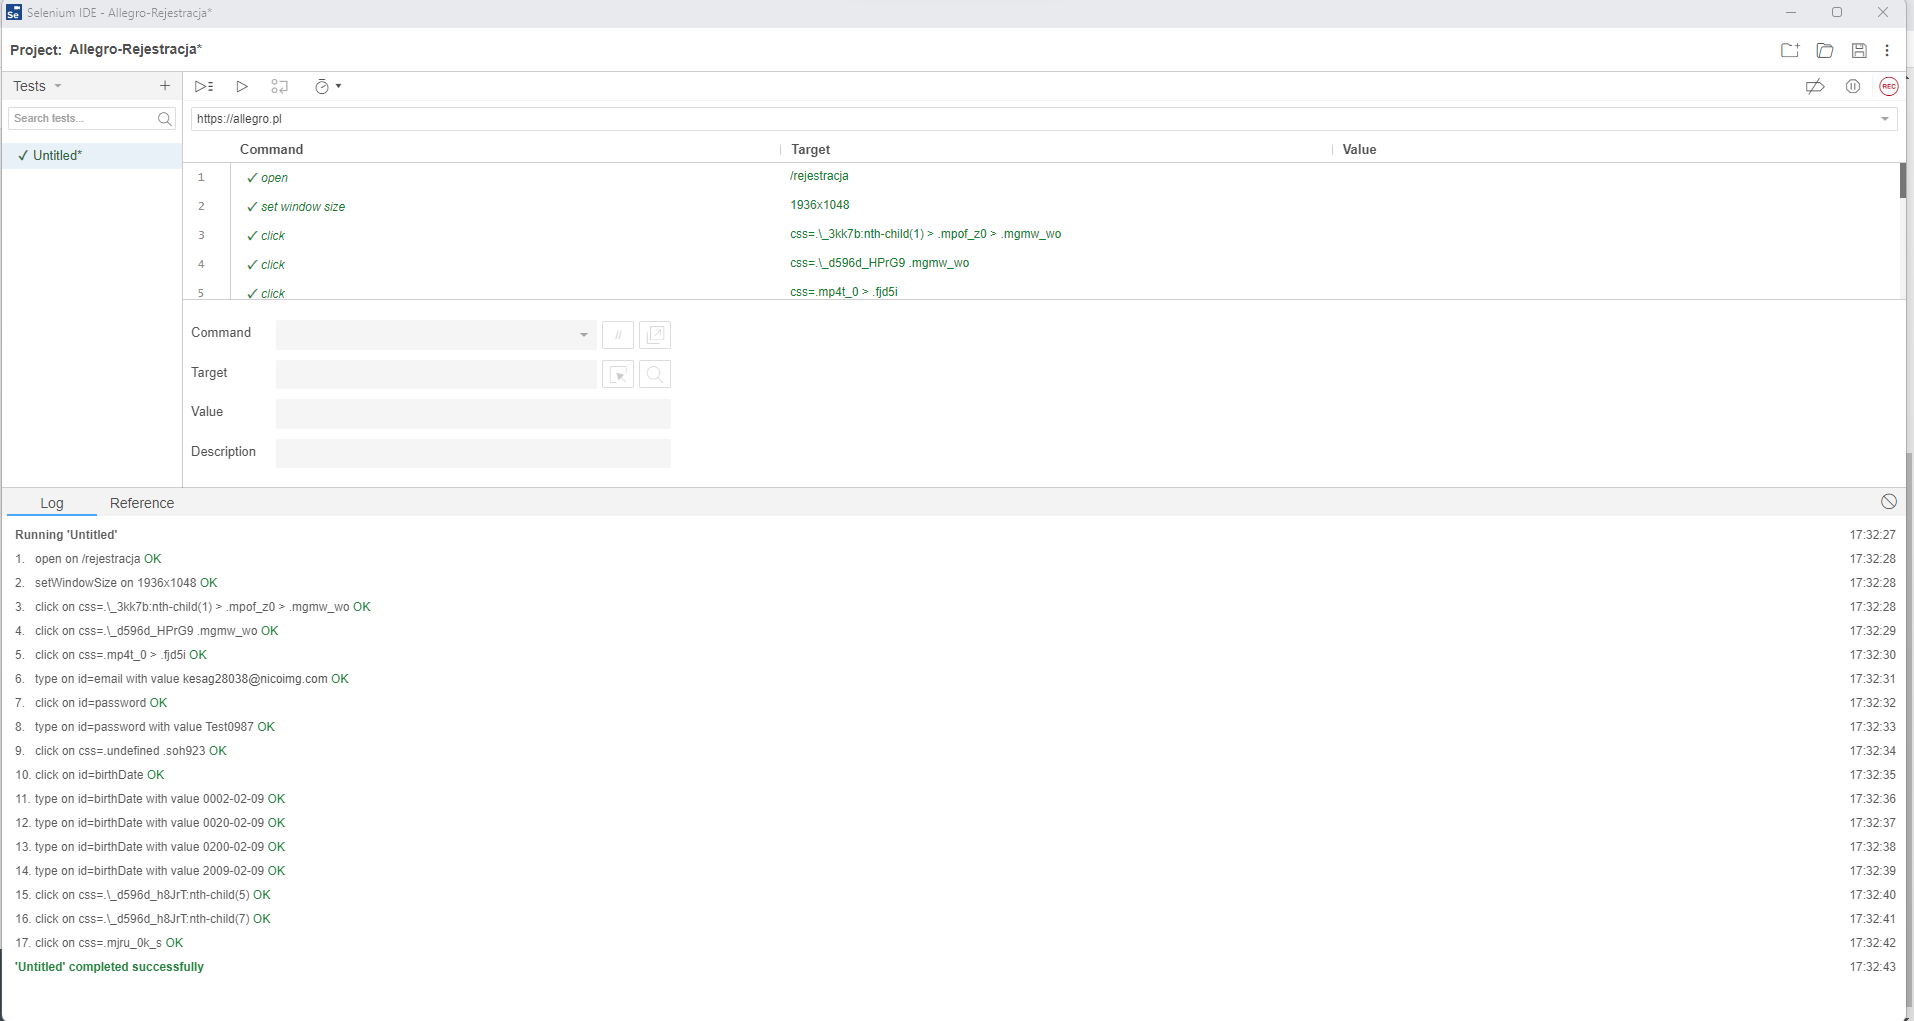 Selenium IDE - Allegro-Rejestracja*
Project: Allegro-Rejestracja*
Tests
Search tests...
Untitled*
REC
https://allegro.pl
Command Target Value
1 open /rejestracja
2 set window size 1936x1048
3 click css=.\_3kk7b:nth-child(1) > .mpof_z0 > .mgmw_wo
4 click css=.\_d596d_HPrG9 .mgmw_wo
5 click css=.mp4t_0 > .fjd5i
Command //
Target
Value
Description
Log Reference
Running 'Untitled' 17:32:27
1. open on /rejestracja OK 17:32:28
2. setWindowSize on 1936x1048 OK 17:32:28
3. click on css=.\_3kk7b:nth-child(1) > .mpof_z0 > .mgmw_wo OK 17:32:28
4. click on css=.\_d596d_HPrG9 .mgmw_wo OK 17:32:29
5. click on css=.mp4t_0 > .fjd5i OK 17:32:30
6. type on id=email with value kesag28038@nicoimg.com OK 17:32:31
7. click on id=password OK 17:32:32
8. type on id=password with value Test0987 OK 17:32:33
9. click on css=.undefined .soh923 OK 17:32:34
10. click on id=birthDate OK 17:32:35
11. type on id=birthDate with value 0002-02-09 OK 17:32:36
12. type on id=birthDate with value 0020-02-09 OK 17:32:37
13. type on id=birthDate with value 0200-02-09 OK 17:32:38
14. type on id=birthDate with value 2009-02-09 OK 17:32:39
15. click on css=.\_d596d_h8JrT:nth-child(5) OK 17:32:40
16. click on css=.\_d596d_h8JrT:nth-child(7) OK 17:32:41
17. click on css=.mjru_0k_s OK 17:32:42
'Untitled' completed successfully 17:32:43